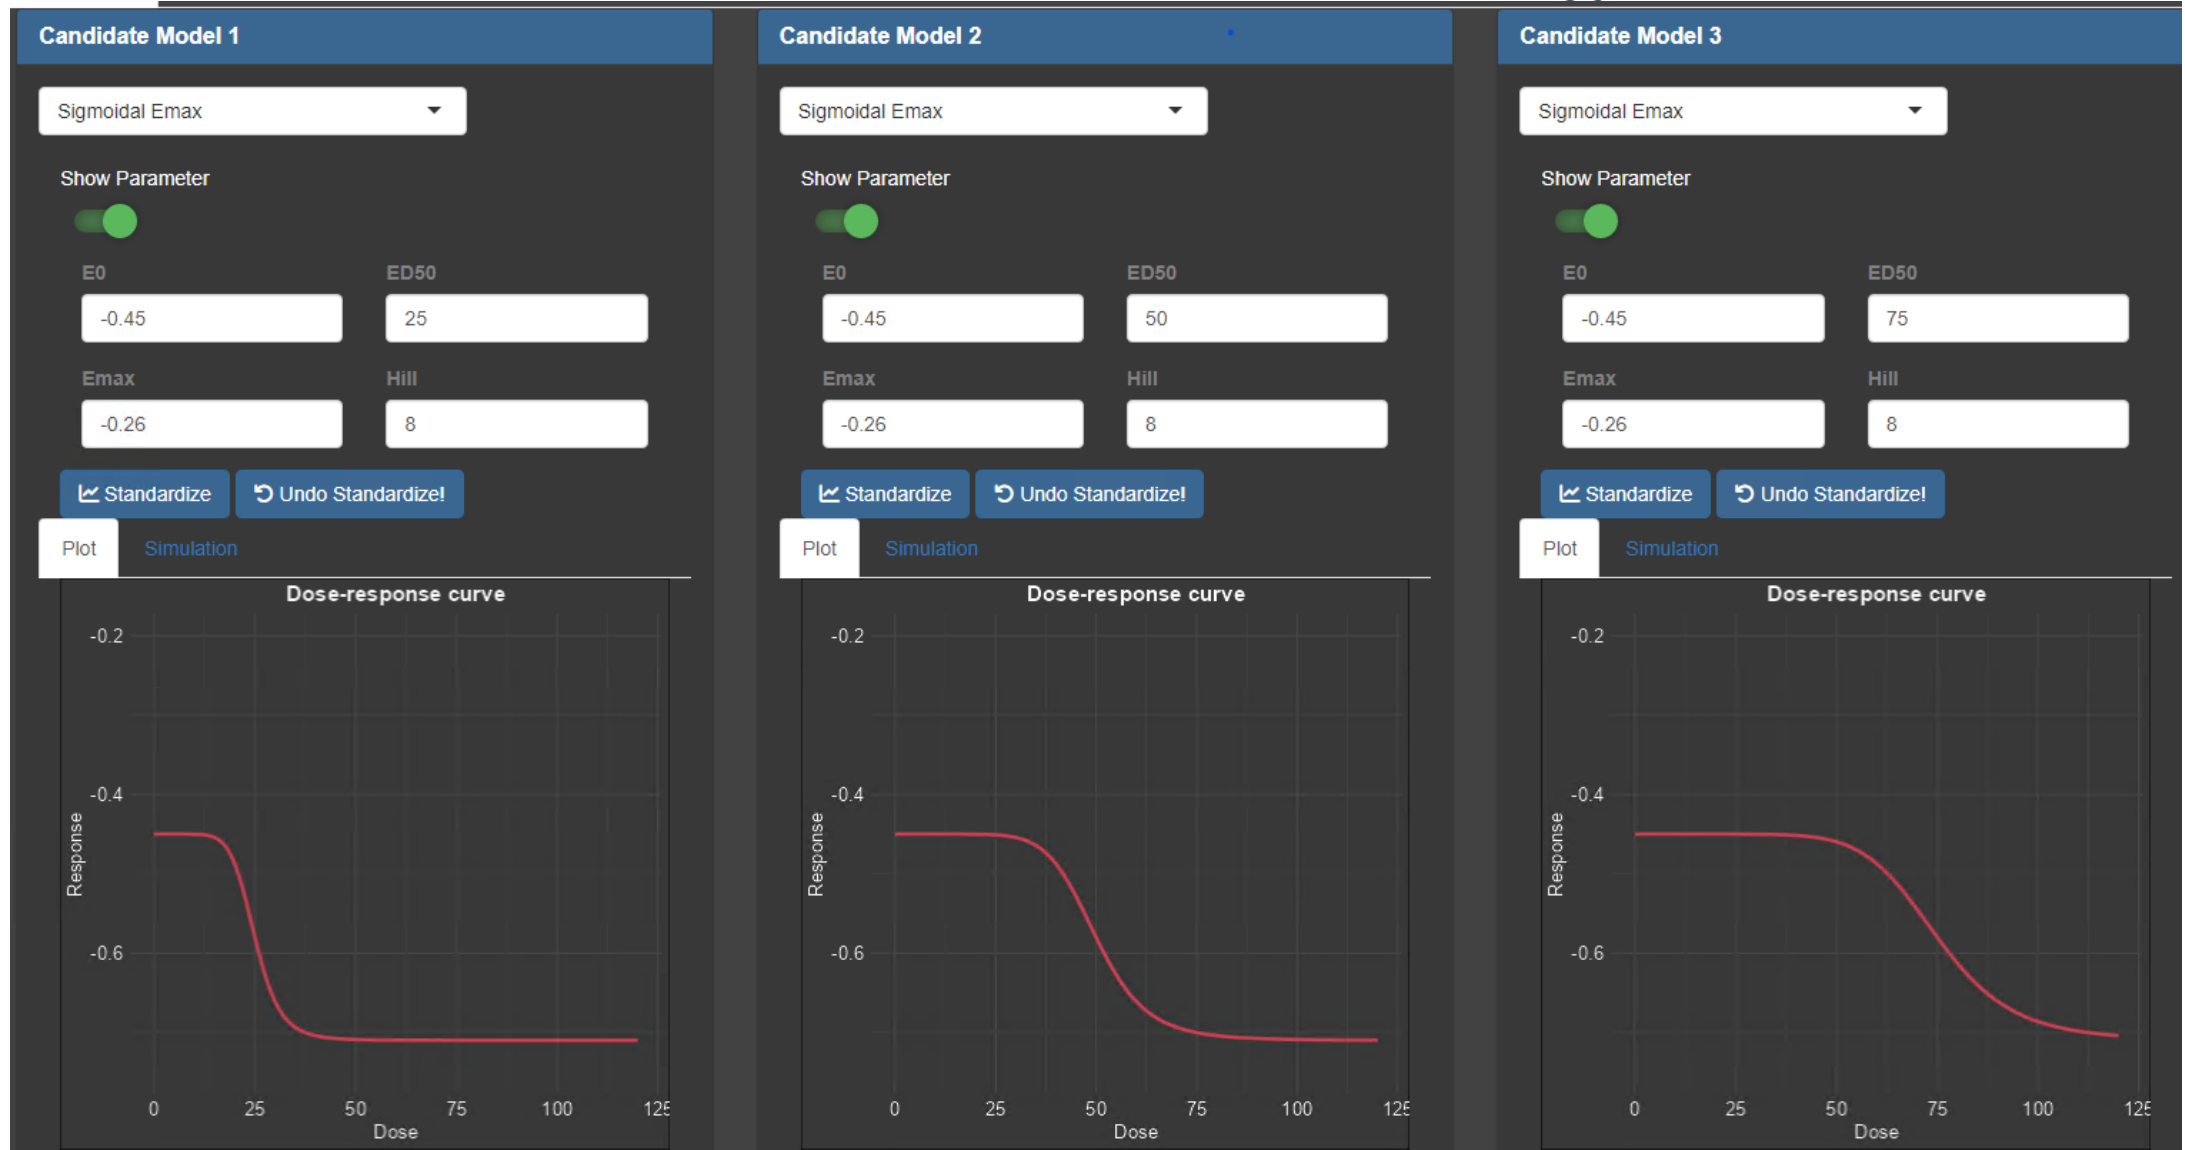 Candidate Model 1
Sigmoidal Emax
Show Parameter
E0 ED50
-0.45 25
Emax Hill
-0.26 8
Standardize Undo Standardize!
Plot Simulation
Dose-response curve
-0.2
-0.4
-0.6
Response
0 25 50 75 100 125
Dose
Candidate Model 2
Sigmoidal Emax
Show Parameter
E0 ED50
-0.45 50
Emax Hill
-0.26 8
Standardize Undo Standardize!
Plot Simulation
Dose-response curve
-0.2
-0.4
-0.6
Response
0 25 50 75 100 125
Dose
Candidate Model 3
Sigmoidal Emax
Show Parameter
E0 ED50
-0.45 75
Emax Hill
-0.26 8
Standardize Undo Standardize!
Plot Simulation
Dose-response curve
-0.2
-0.4
-0.6
Response
0 25 50 75 100 125
Dose